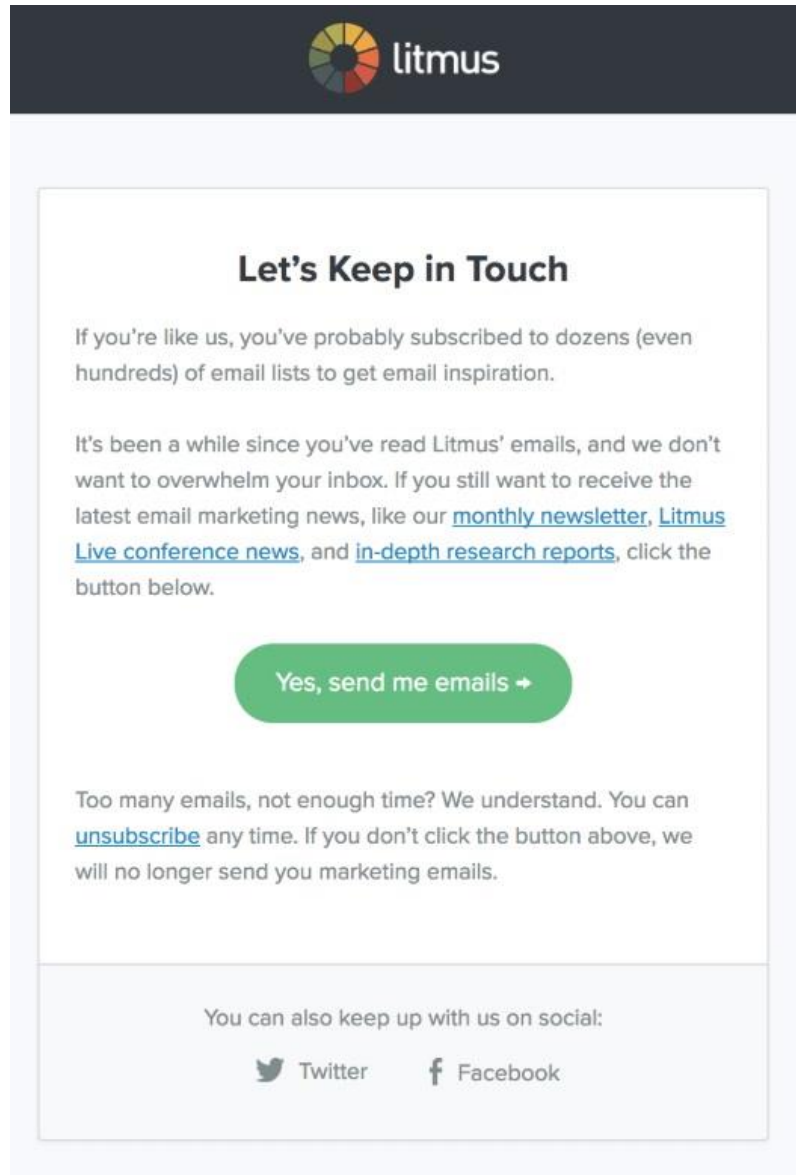 litmus
Let’s Keep in Touch
If you’re like us, you’ve probably subscribed to dozens (even
hundreds) of email lists to get email inspiration.
It’s been a while since you’ve read Litmus’ emails, and we don’t
want to overwhelm your inbox. If you still want to receive the
latest email marketing news, like our monthly newsletter, Litmus
Live conference news, and in-depth research reports, click the
button below.
Yes, send me emails →
Too many emails, not enough time? We understand. You can
unsubscribe any time. If you don’t click the button above, we
will no longer send you marketing emails.
You can also keep up with us on social:
Twitter Facebook